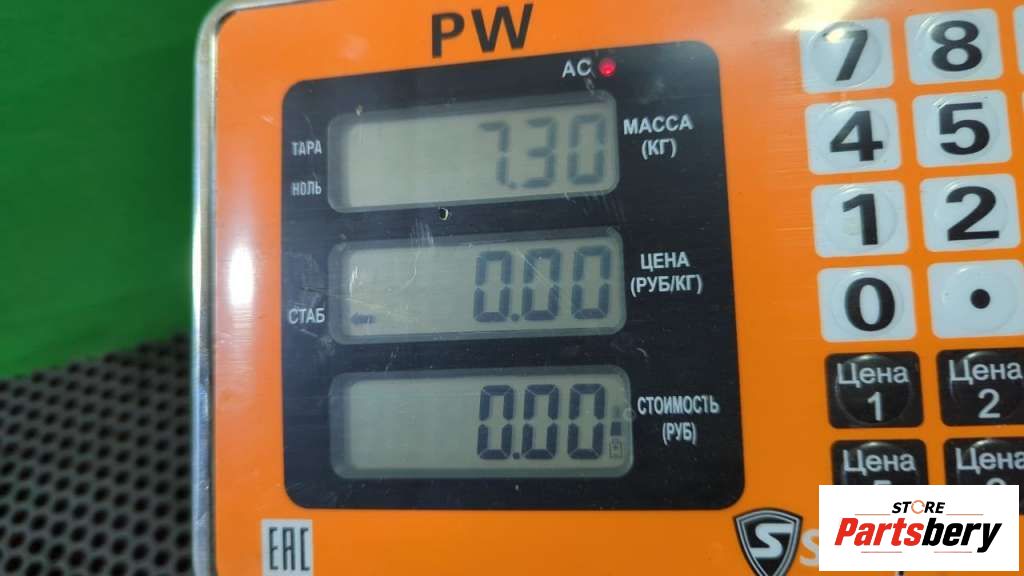 PW
AC
ТАРА
НОЛЬ
7.30
МАССА
(КГ)
СТАБ
0.00
ЦЕНА
(РУБ/КГ)
0.00
СТОИМОСТЬ
(РУБ)
7 8
4 5
1 2
0 .
Цена
1
Цена
2
Цена
Цена
EAC
S
STORE
Partsbery